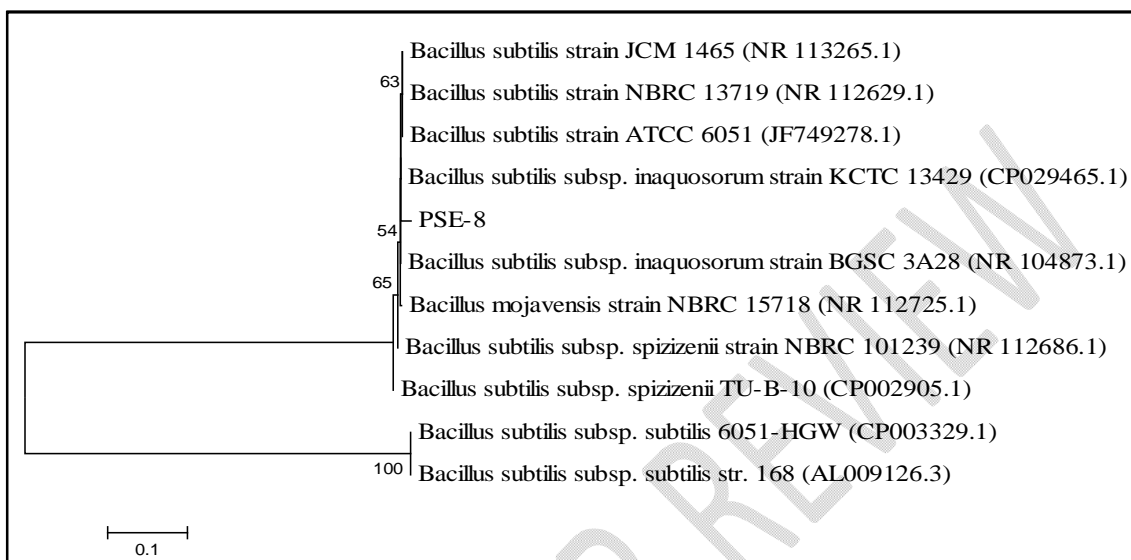 Bacillus subtilis strain JCM 1465 (NR 113265.1)
63
Bacillus subtilis strain NBRC 13719 (NR 112629.1)
Bacillus subtilis strain ATCC 6051 (JF749278.1)
Bacillus subtilis subsp. inaquosorum strain KCTC 13429 (CP029465.1)
PSE-8
54
Bacillus subtilis subsp. inaquosorum strain BGSC 3A28 (NR 104873.1)
65
Bacillus mojavensis strain NBRC 15718 (NR 112725.1)
Bacillus subtilis subsp. spizizenii strain NBRC 101239 (NR 112686.1)
Bacillus subtilis subsp. spizizenii TU-B-10 (CP002905.1)
Bacillus subtilis subsp. subtilis 6051-HGW (CP003329.1)
100
Bacillus subtilis subsp. subtilis str. 168 (AL009126.3)
0.1
R REVIEW